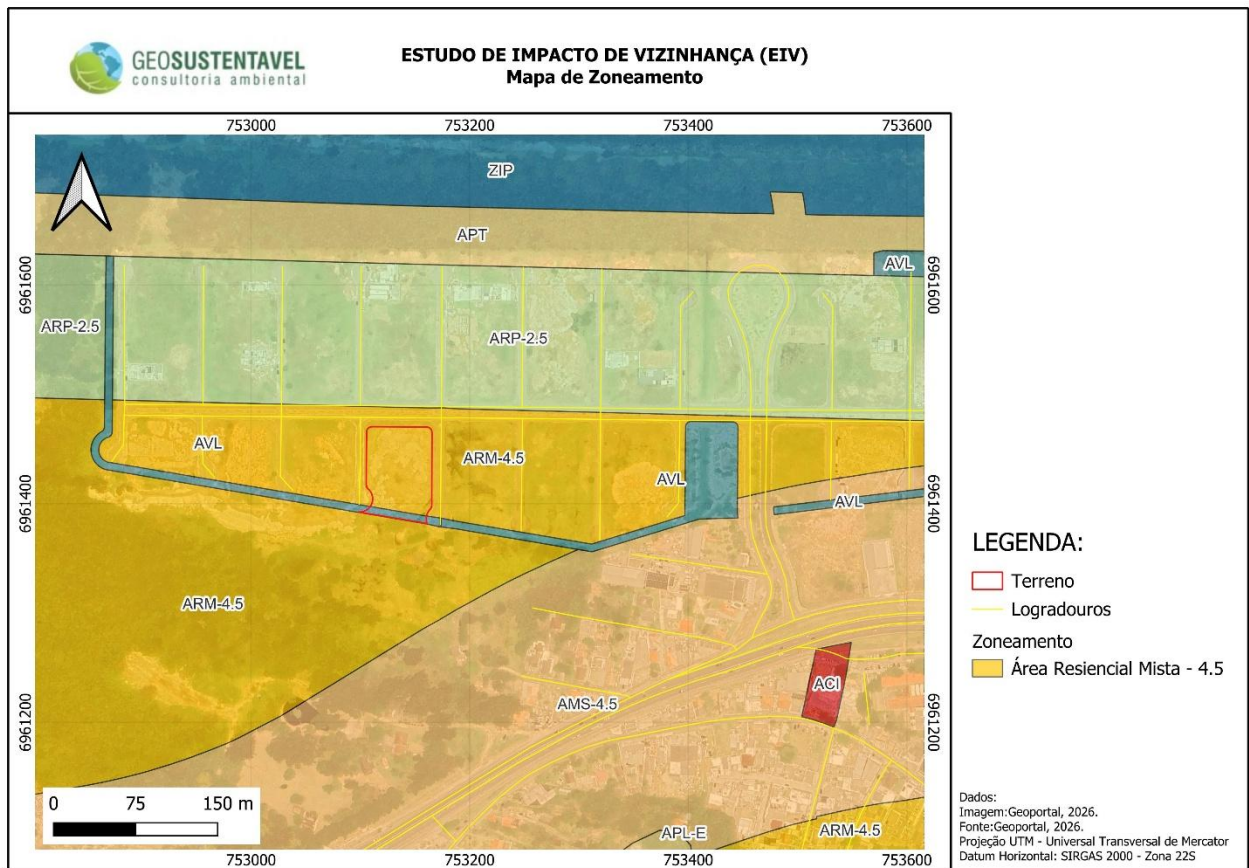 GEOSUSTENTAVEL
consultoria ambiental
ESTUDO DE IMPACTO DE VIZINHANÇA (EIV)
Mapa de Zoneamento
753000 753200 753400 753600
ZIP
APT
AVL
6961600 6961600
ARP-2.5 ARP-2.5
AVL ARM-4.5 AVL
AVL
6961400 6961400
ARM-4.5
ACI
AMS-4.5
6961200 6961200
0 75 150 m
APL-E ARM-4.5
753000 753200 753400 753600
LEGENDA:
Terreno
Logradouros
Zoneamento
Área Resiencial Mista - 4.5
Dados:
Imagem:Geoportal, 2026.
Fonte:Geoportal, 2026.
Projeção UTM - Universal Transversal de Mercator
Datum Horizontal: SIRGAS 2000 - Zona 22S